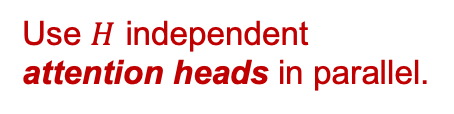 Use H independent
attention heads in parallel.